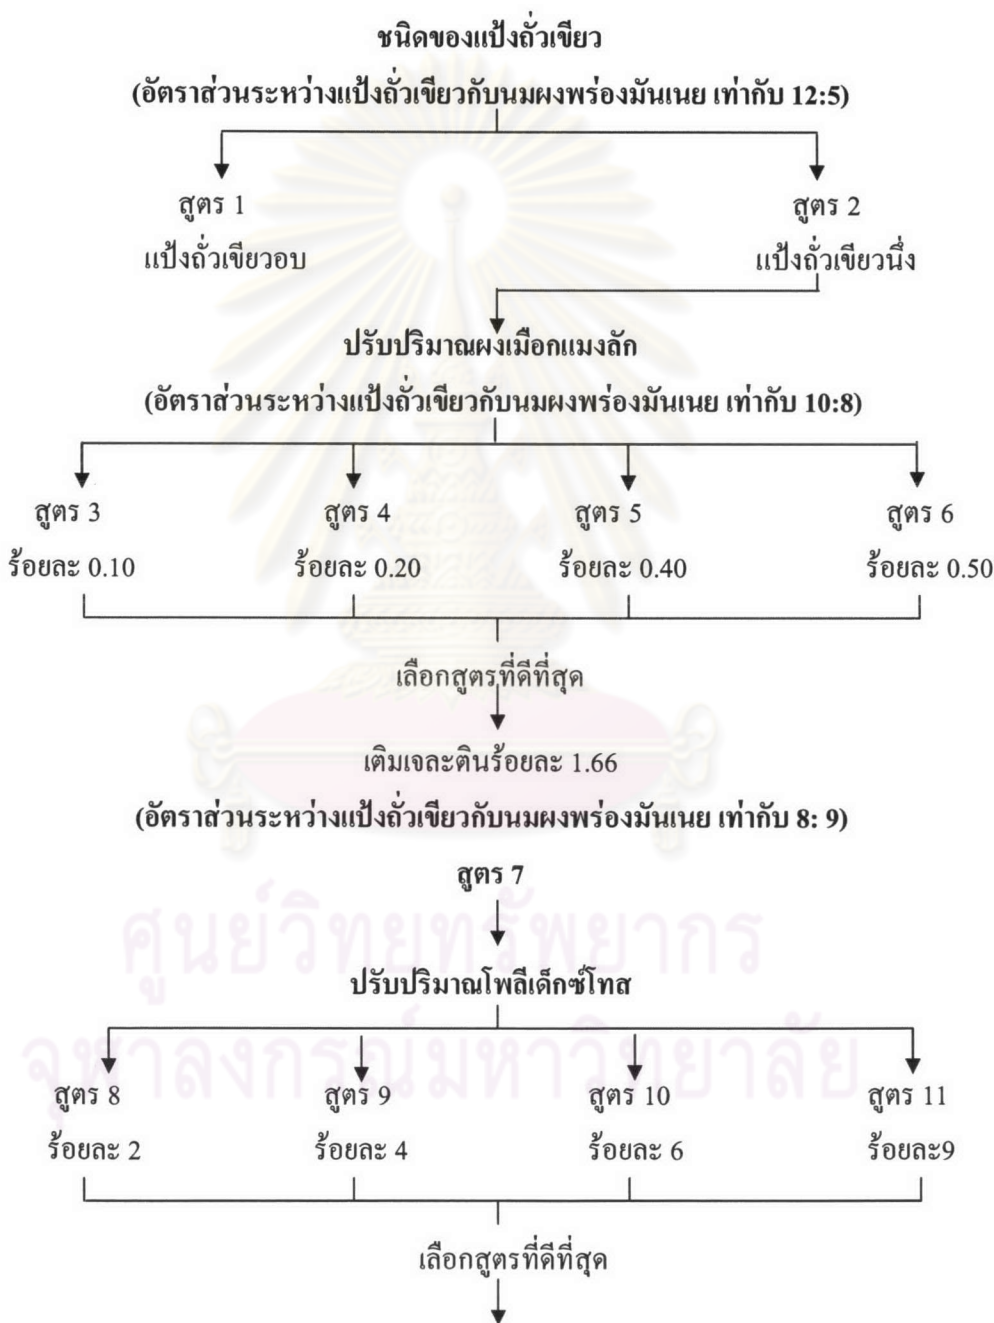 ชนิดของแป้งถั่วเขียว
(อัตราส่วนระหว่างแป้งถั่วเขียวกับนมผงพร่องมันเนย เท่ากับ 12:5)
สูตร 1 สูตร 2
แป้งถั่วเขียวอบ แป้งถั่วเขียวนึ่ง
ปรับปริมาณผงเมือกแมงลัก
(อัตราส่วนระหว่างแป้งถั่วเขียวกับนมผงพร่องมันเนย เท่ากับ 10:8)
สูตร 3 สูตร 4 สูตร 5 สูตร 6
ร้อยละ 0.10 ร้อยละ 0.20 ร้อยละ 0.40 ร้อยละ 0.50
เลือกสูตรที่ดีที่สุด
เติมเจละตินร้อยละ 1.66
(อัตราส่วนระหว่างแป้งถั่วเขียวกับนมผงพร่องมันเนย เท่ากับ 8: 9)
สูตร 7
ศูนย์วิทยทรัพยากร
ปรับปริมาณโพลีเด็กซ์โทส
จุฬาลงกรณ์มหาวิทยาลัย
สูตร 8 สูตร 9 สูตร 10 สูตร 11
ร้อยละ 2 ร้อยละ 4 ร้อยละ 6 ร้อยละ9
เลือกสูตรที่ดีที่สุด